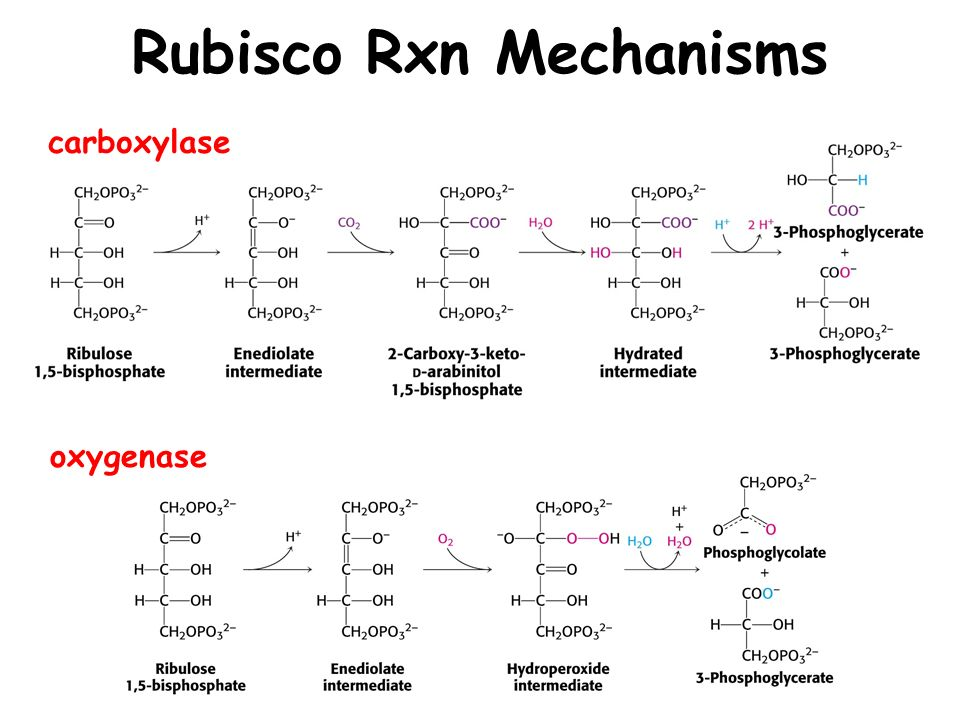 Rubisco Rxn Mechanisms
carboxylase
CH₂OPO₃²⁻
C=O
H—C—OH
H—C—OH
CH₂OPO₃²⁻
Ribulose
1,5-bisphosphate
H⁺
CH₂OPO₃²⁻
C—O⁻
C—OH
H—C—OH
CH₂OPO₃²⁻
Enediolate
intermediate
CO₂
CH₂OPO₃²⁻
HO—C—COO⁻
C=O
H—C—OH
CH₂OPO₃²⁻
2-Carboxy-3-keto-
D-arabinitol
1,5-bisphosphate
H₂O
CH₂OPO₃²⁻
HO—C—COO⁻
HO—C—OH
H—C—OH
CH₂OPO₃²⁻
Hydrated
intermediate
H⁺ 2 H⁺
CH₂OPO₃²⁻
HO—C—H
COO⁻
3-Phosphoglycerate
+
COO⁻
H—C—OH
CH₂OPO₃²⁻
3-Phosphoglycerate
oxygenase
CH₂OPO₃²⁻
C=O
H—C—OH
H—C—OH
CH₂OPO₃²⁻
Ribulose
1,5-bisphosphate
H⁺
CH₂OPO₃²⁻
C—O⁻
C—OH
H—C—OH
CH₂OPO₃²⁻
Enediolate
intermediate
O₂
CH₂OPO₃²⁻
⁻O—C—O—OH
C=O
H—C—OH
CH₂OPO₃²⁻
Hydroperoxide
intermediate
H⁺
+
H₂O H₂O
CH₂OPO₃²⁻
C
O – O
Phosphoglycolate
+
COO⁻
H—C—OH
CH₂OPO₃²⁻
3-Phosphoglycerate